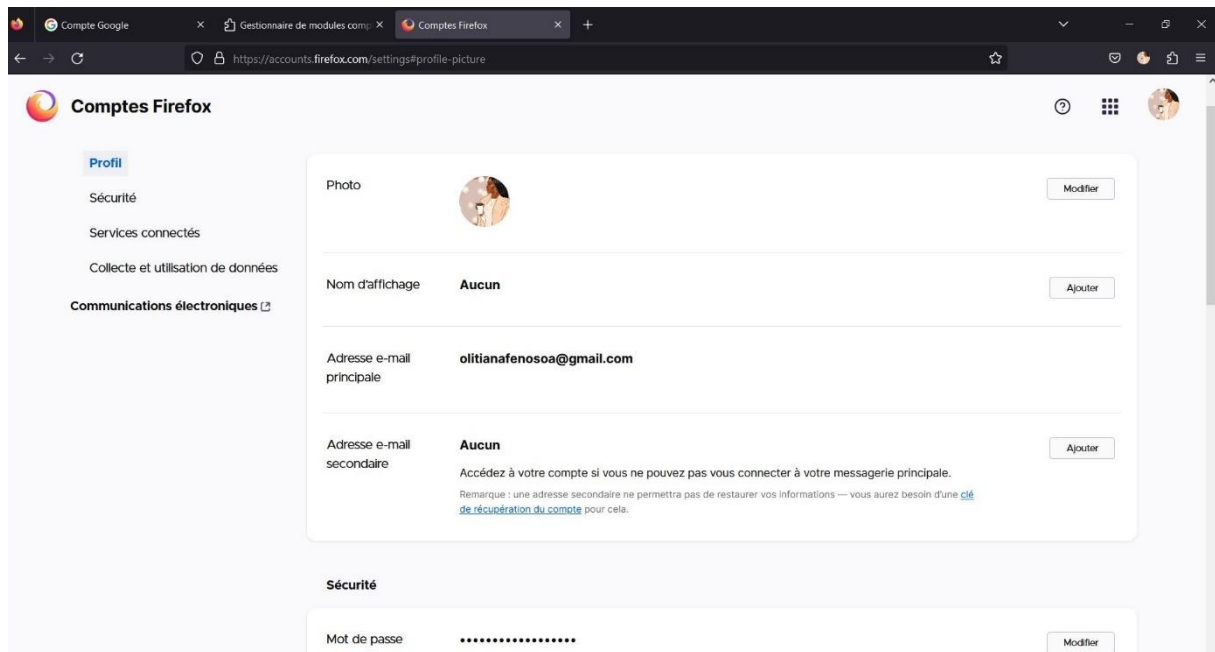 Compte Google
Gestionnaire de modules comp
Comptes Firefox
https://accounts.firefox.com/settings#profile-picture
Comptes Firefox
Profil
Sécurité
Services connectés
Collecte et utilisation de données
Communications électroniques
Photo
Modifier
Nom d'affichage
Aucun
Ajouter
Adresse e-mail
principale
olitianafenosoa@gmail.com
Adresse e-mail
secondaire
Aucun
Ajouter
Accédez à votre compte si vous ne pouvez pas vous connecter à votre messagerie principale.
Remarque : une adresse secondaire ne permettra pas de restaurer vos informations — vous aurez besoin d'une clé
de récupération du compte pour cela.
Sécurité
Mot de passe
••••••••••••••••••
Modifier